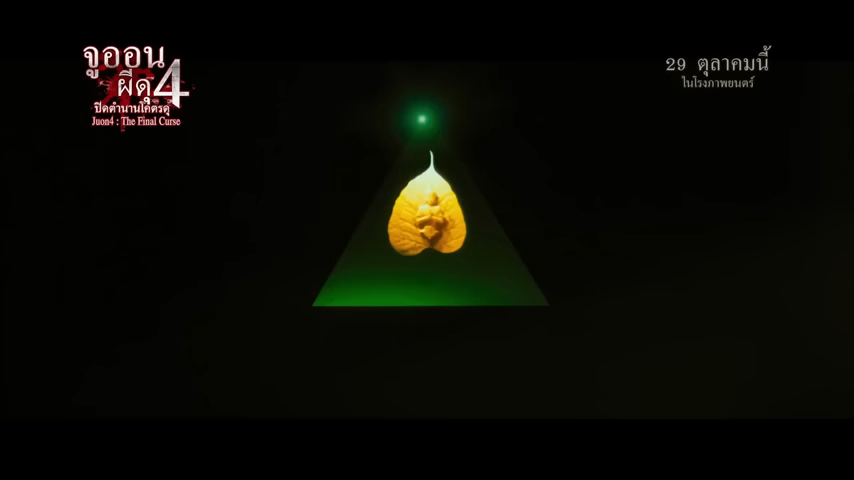 จูออน
ผีดุ 4
ปิดตำนานโคตรดุ
Juon4 : The Final Curse
29 ตุลาคมนี้
ในโรงภาพยนตร์